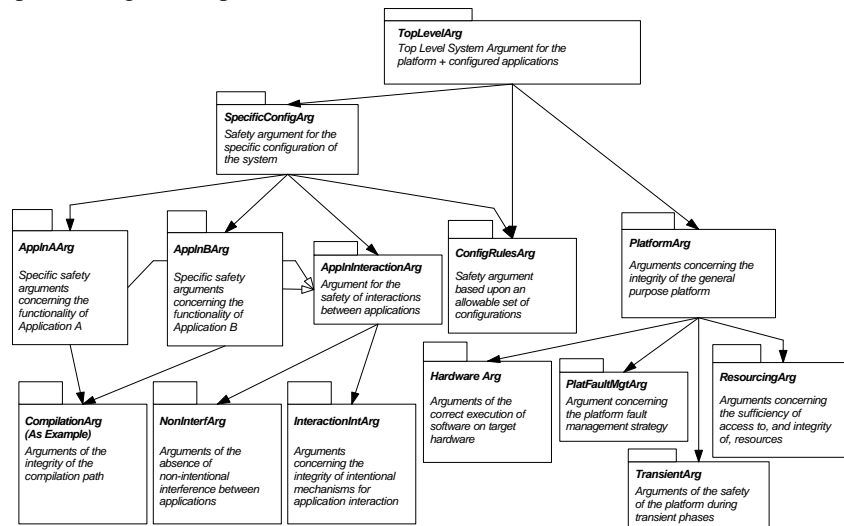 TopLevelArg
Top Level System Argument for the
platform + configured applications
SpecificConfigArg
Safety argument for the
specific configuration of
the system
ApplnAArg
Specific safety
arguments
concerning the
functionality of
Application A
ApplnBArg
Specific safety
arguments
concerning the
functionality of
Application B
ApplnInteractionArg
Argument for the
safety of interactions
between applications
ConfigRulesArg
Safety argument
based upon an
allowable set of
configurations
PlatformArg
Arguments concerning the
integrity of the general
purpose platform
CompilationArg
(As Example)
Arguments of the
integrity of the
compilation path
NonInterfArg
Arguments of the
absence of
non-intentional
interference between
applications
InteractionIntArg
Arguments
concerning the
integrity of intentional
mechanisms for
application interaction
Hardware Arg
Arguments of the
correct execution of
software on target
hardware
PlatFaultMgtArg
Argument concerning
the platform fault
management strategy
ResourcingArg
Arguments concerning
the sufficiency of
access to, and integrity
of, resources
TransientArg
Arguments of the safety
of the platform during
transient phases